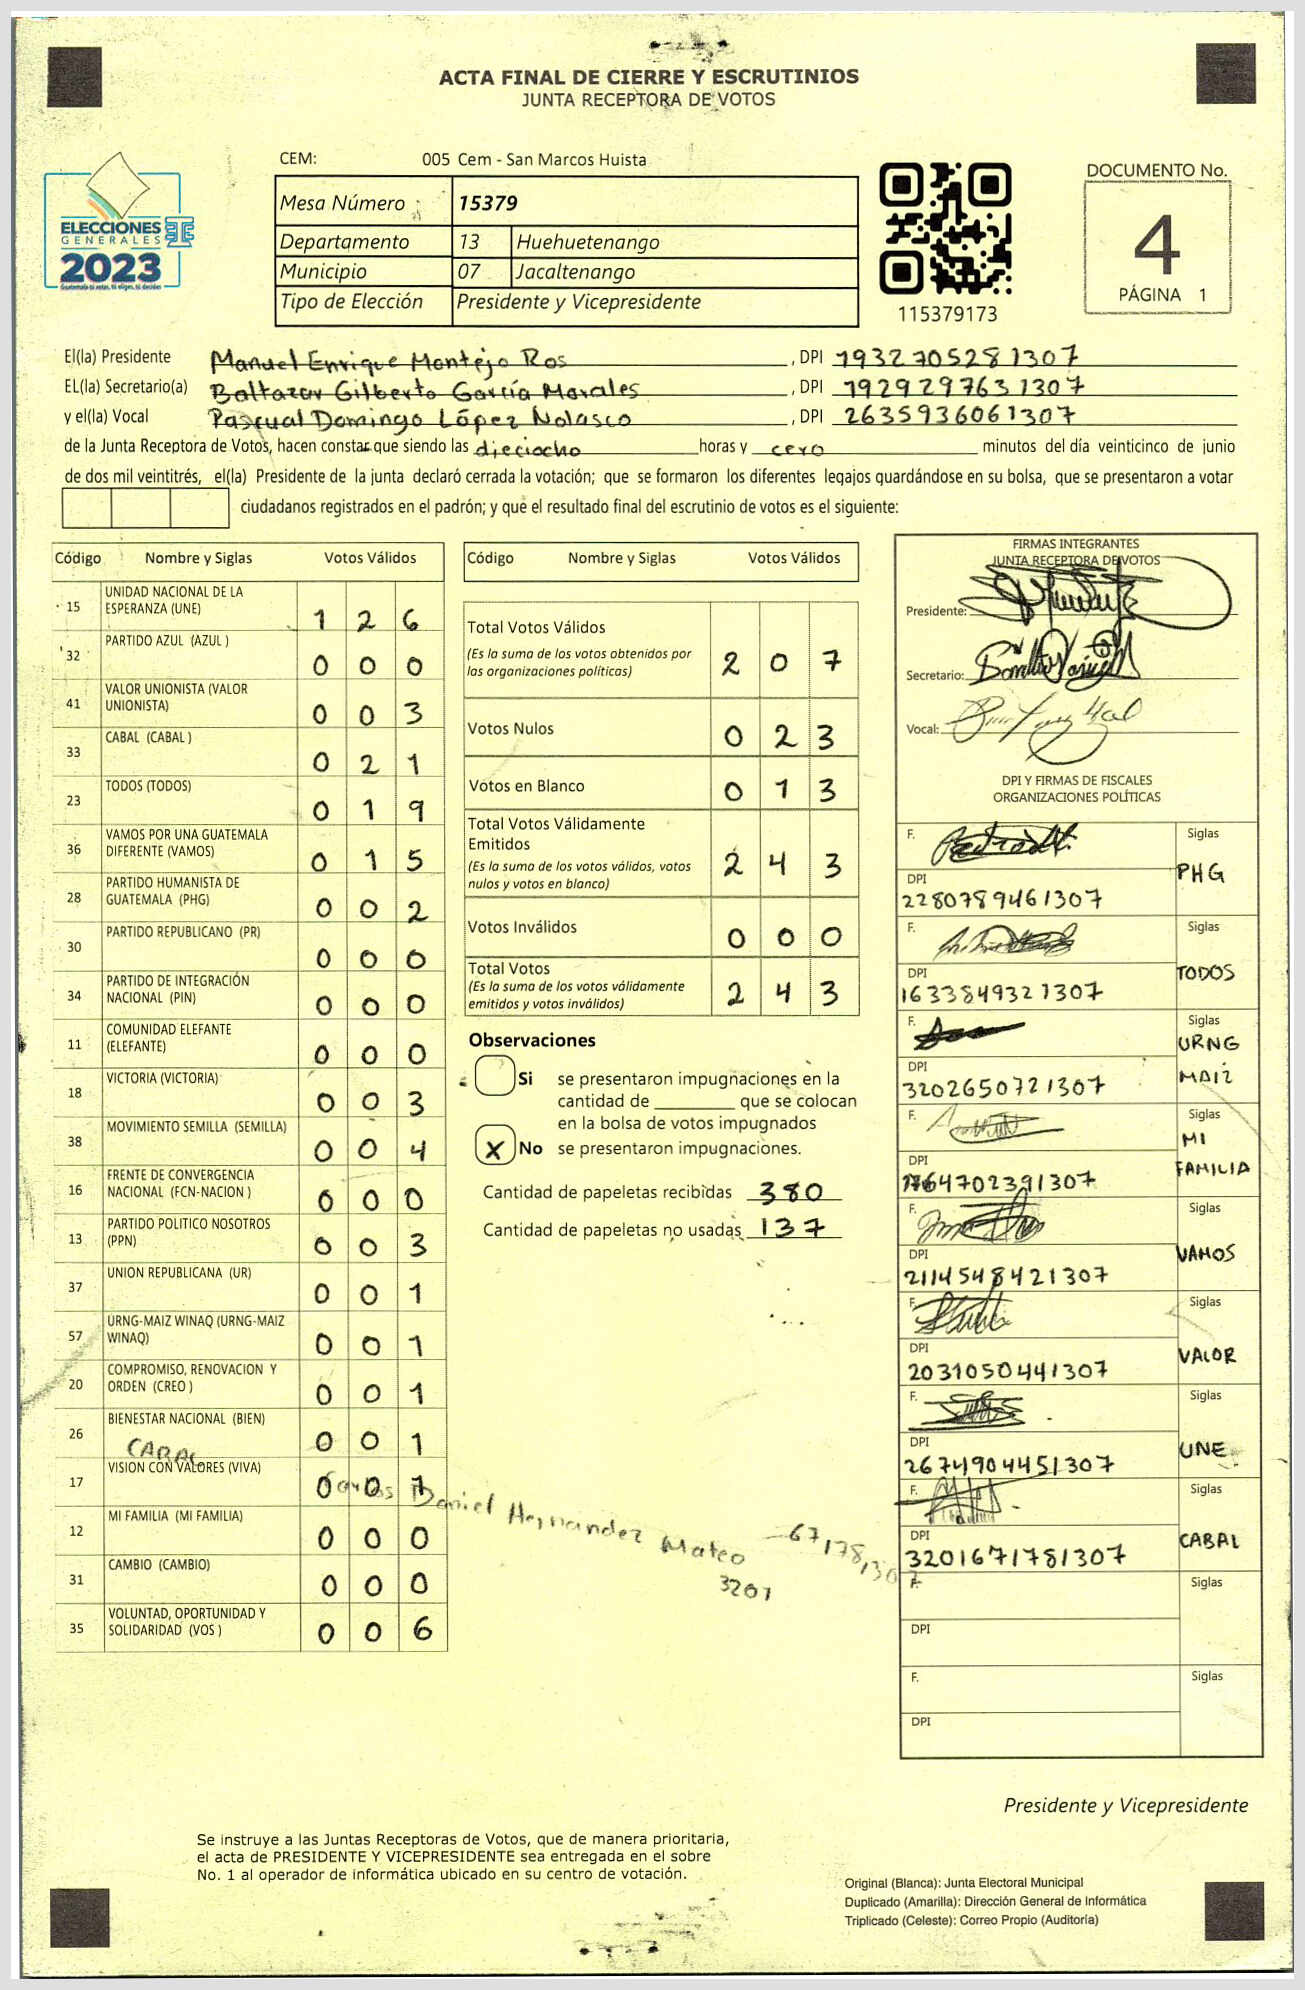 ACTA FINAL DE CIERRE Y ESCRUTINIOS
JUNTA RECEPTORA DE VOTOS
CEM: 005 Cem - San Marcos Huista
ELECCIONES
GENERALES
2023
Mesa Número 15379
Departamento 13 Huehuetenango
Municipio 07 Jacaltenango
Tipo de Elección Presidente y Vicepresidente
115379173
DOCUMENTO No.
4
PÁGINA 1
El(la) Presidente Manuel Enrique Montejo Ros, DPI 1932705281307
EL(la) Secretario(a) Baltazar Gilberto García Morales, DPI 1929297631307
y el(la) Vocal Pascual Domingo López Nolasco, DPI 2635936061307
de la Junta Receptora de Votos, hacen constar que siendo las dieciocho horas y cero minutos del día veinticinco de junio
de dos mil veintitrés, el(la) Presidente de la junta declaró cerrada la votación; que se formaron los diferentes legajos guardándose en su bolsa, que se presentaron a votar
ciudadanos registrados en el padrón; y que el resultado final del escrutinio de votos es el siguiente:
Código Nombre y Siglas Votos Válidos
15 UNIDAD NACIONAL DE LA
ESPERANZA (UNE) 1 2 6
32 PARTIDO AZUL (AZUL ) 0 0 0
41 VALOR UNIONISTA (VALOR
UNIONISTA) 0 0 3
33 CABAL (CABAL ) 0 2 1
23 TODOS (TODOS) 0 1 9
36 VAMOS POR UNA GUATEMALA
DIFERENTE (VAMOS) 0 1 5
28 PARTIDO HUMANISTA DE
GUATEMALA (PHG) 0 0 2
30 PARTIDO REPUBLICANO (PR) 0 0 0
34 PARTIDO DE INTEGRACIÓN
NACIONAL (PIN) 0 0 0
11 COMUNIDAD ELEFANTE
(ELEFANTE) 0 0 0
18 VICTORIA (VICTORIA) 0 0 3
38 MOVIMIENTO SEMILLA (SEMILLA) 0 0 4
16 FRENTE DE CONVERGENCIA
NACIONAL (FCN-NACION ) 0 0 0
13 PARTIDO POLITICO NOSOTROS
(PPN) 0 0 3
37 UNION REPUBLICANA (UR) 0 0 1
57 URNG-MAIZ WINAQ (URNG-MAIZ
WINAQ) 0 0 1
20 COMPROMISO, RENOVACION Y
ORDEN (CREO ) 0 0 1
26 BIENESTAR NACIONAL (BIEN) 0 0 1
CABAL
17 VISION CON VALORES (VIVA) 0 0 1
Carlos Daniel Hernandez Mateo
3201 67,178,1307
12 MI FAMILIA (MI FAMILIA) 0 0 0
31 CAMBIO (CAMBIO) 0 0 0
35 VOLUNTAD, OPORTUNIDAD Y
SOLIDARIDAD (VOS ) 0 0 6
Código Nombre y Siglas Votos Válidos
Total Votos Válidos
(Es la suma de los votos obtenidos por
las organizaciones políticas) 2 0 7
Votos Nulos 0 2 3
Votos en Blanco 0 1 3
Total Votos Válidamente
Emitidos
(Es la suma de los votos válidos, votos
nulos y votos en blanco) 2 4 3
Votos Inválidos 0 0 0
Total Votos
(Es la suma de los votos válidamente
emitidos y votos inválidos) 2 4 3
Observaciones
Si se presentaron impugnaciones en la
cantidad de ________ que se colocan
en la bolsa de votos impugnados
X No se presentaron impugnaciones.
Cantidad de papeletas recibidas 380
Cantidad de papeletas no usadas 137
FIRMAS INTEGRANTES
JUNTA RECEPTORA DE VOTOS
Presidente:
Secretario:
Vocal:
DPI Y FIRMAS DE FISCALES
ORGANIZACIONES POLÍTICAS
F. Siglas
PHG
DPI
2280789461307
F. Siglas
TODOS
DPI
1633849321307
F. Siglas
URNG
MAIZ
DPI
3202650721307
F. Siglas
MI
FAMILIA
DPI
1764702391307
F. Siglas
VAMOS
DPI
2114548421307
F. Siglas
VALOR
DPI
2031050441307
F. Siglas
UNE
DPI
2674904451307
F. Siglas
CABAL
DPI
3201671781307
F. Siglas
DPI
F. Siglas
DPI
Presidente y Vicepresidente
Se instruye a las Juntas Receptoras de Votos, que de manera prioritaria,
el acta de PRESIDENTE Y VICEPRESIDENTE sea entregada en el sobre
No. 1 al operador de informática ubicado en su centro de votación.
Original (Blanca): Junta Electoral Municipal
Duplicado (Amarilla): Dirección General de Informática
Triplicado (Celeste): Correo Propio (Auditoría)